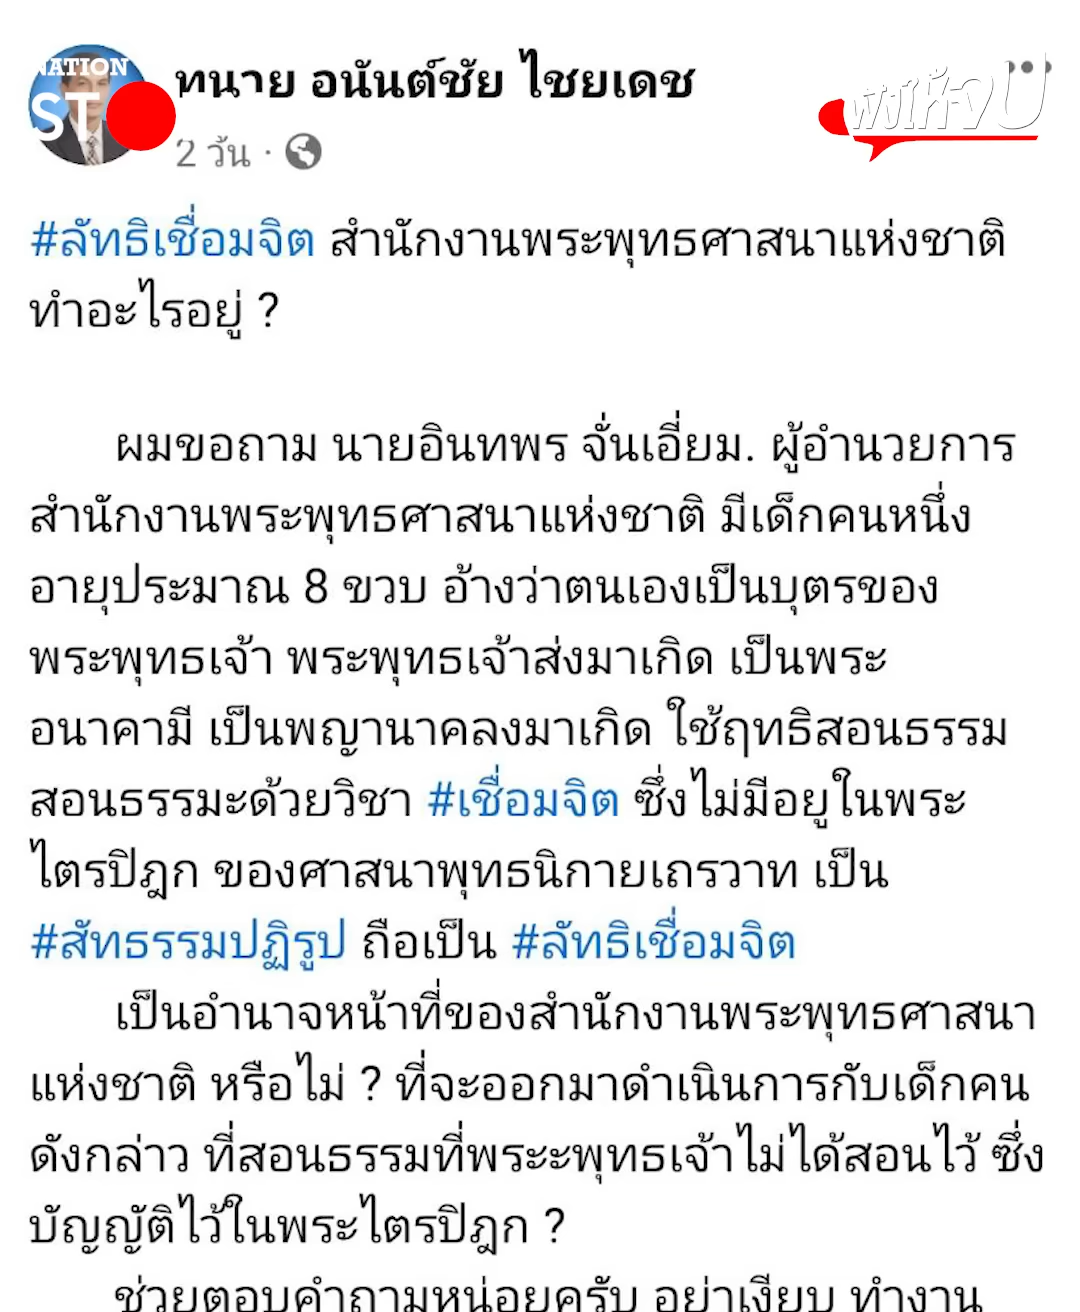 NATION
ST
ทนาย อนันต์ชัย ไชยเดช
ฟังให้จบ
2 วัน ·
#ลัทธิเชื่อมจิต สำนักงานพระพุทธศาสนาแห่งชาติ
ทำอะไรอยู่ ?
ผมขอถาม นายอินทพร จั่นเอี่ยม. ผู้อำนวยการ
สำนักงานพระพุทธศาสนาแห่งชาติ มีเด็กคนหนึ่ง
อายุประมาณ 8 ขวบ อ้างว่าตนเองเป็นบุตรของ
พระพุทธเจ้า พระพุทธเจ้าส่งมาเกิด เป็นพระ
อนาคามี เป็นพญานาคลงมาเกิด ใช้ฤทธิสอนธรรม
สอนธรรมะด้วยวิชา #เชื่อมจิต ซึ่งไม่มีอยูในพระ
ไตรปิฎก ของศาสนาพุทธนิกายเถรวาท เป็น
#สัทธรรมปฏิรูป ถือเป็น #ลัทธิเชื่อมจิต
เป็นอำนาจหน้าที่ของสำนักงานพระพุทธศาสนา
แห่งชาติ หรือไม่ ? ที่จะออกมาดำเนินการกับเด็กคน
ดังกล่าว ที่สอนธรรมที่พระะพุทธเจ้าไม่ได้สอนไว้ ซึ่ง
บัญญัติไว้ในพระไตรปิฎก ?
ช่วยตอบคำถามหน่อยครับ อย่าเงียบ ทำงาน